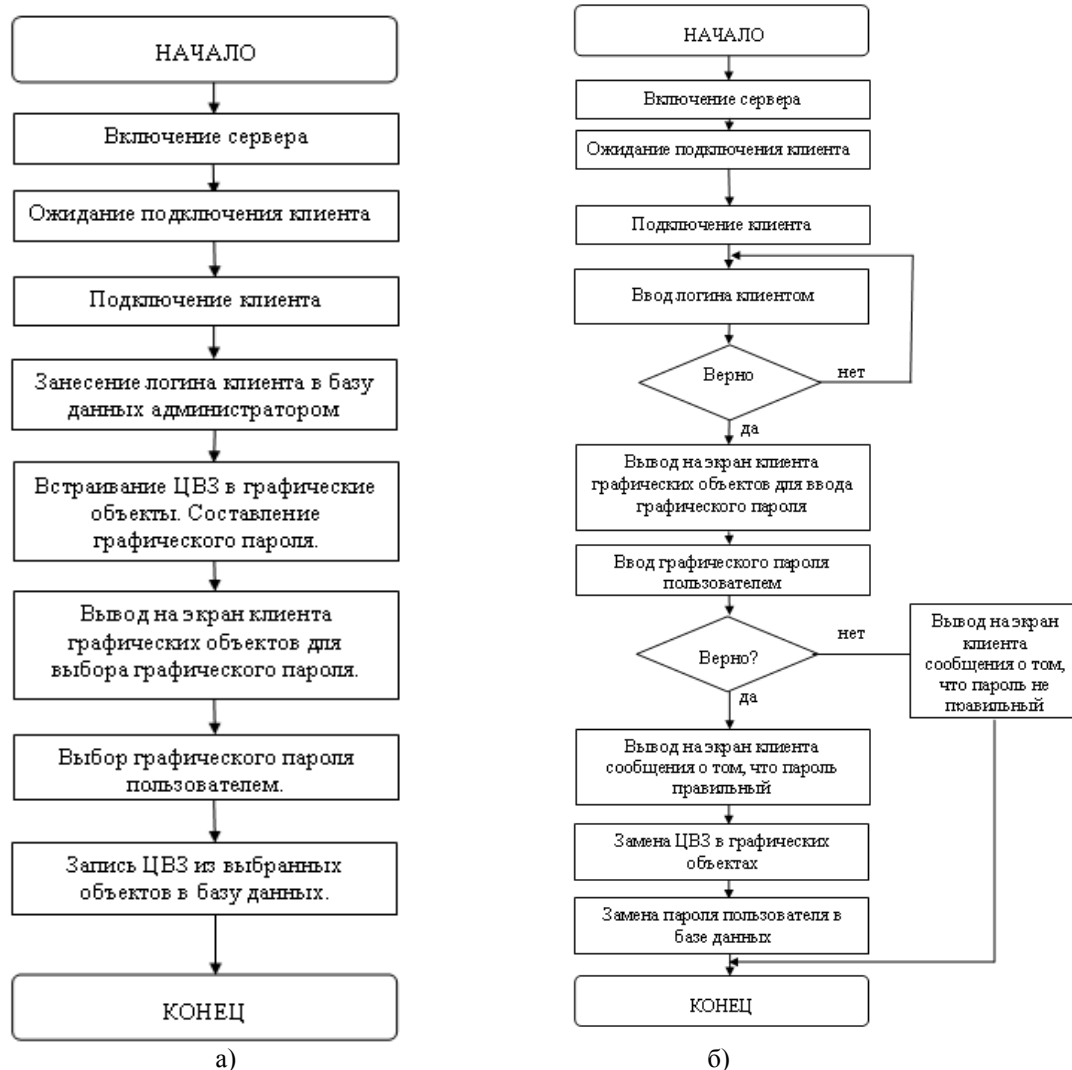 НАЧАЛО
Включение сервера
Ожидание подключения клиента
Подключение клиента
Занесение логина клиента в базу
данных администратором
Встраивание ЦВЗ в графические
объекты. Составление
графического пароля.
Вывод на экран клиента
графических объектов для
выбора графического пароля.
Выбор графического пароля
пользователем.
Запись ЦВЗ из выбранных
объектов в базу данных.
КОНЕЦ
а)
НАЧАЛО
Включение сервера
Ожидание подключения клиента
Подключение клиента
Ввод логина клиентом
Верно
нет
да
Вывод на экран клиента
графических объектов для ввода
графического пароля
Ввод графического пароля
пользователем
Верно?
нет
Вывод на экран
клиента
сообщения о том,
что пароль не
правильный
да
Вывод на экран клиента
сообщения о том, что пароль
правильный
Замена ЦВЗ в графических
объектах
Замена пароля пользователя в
базе данных
КОНЕЦ
б)